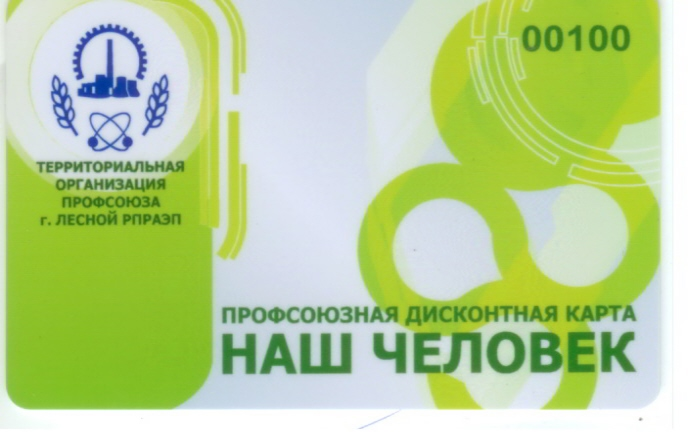 00100
ТЕРРИТОРИАЛЬНАЯ
ОРГАНИЗАЦИЯ
ПРОФСОЮЗА
г. ЛЕСНОЙ РПРАЭП
ПРОФСОЮЗНАЯ ДИСКОНТНАЯ КАРТА
НАШ ЧЕЛОВЕК